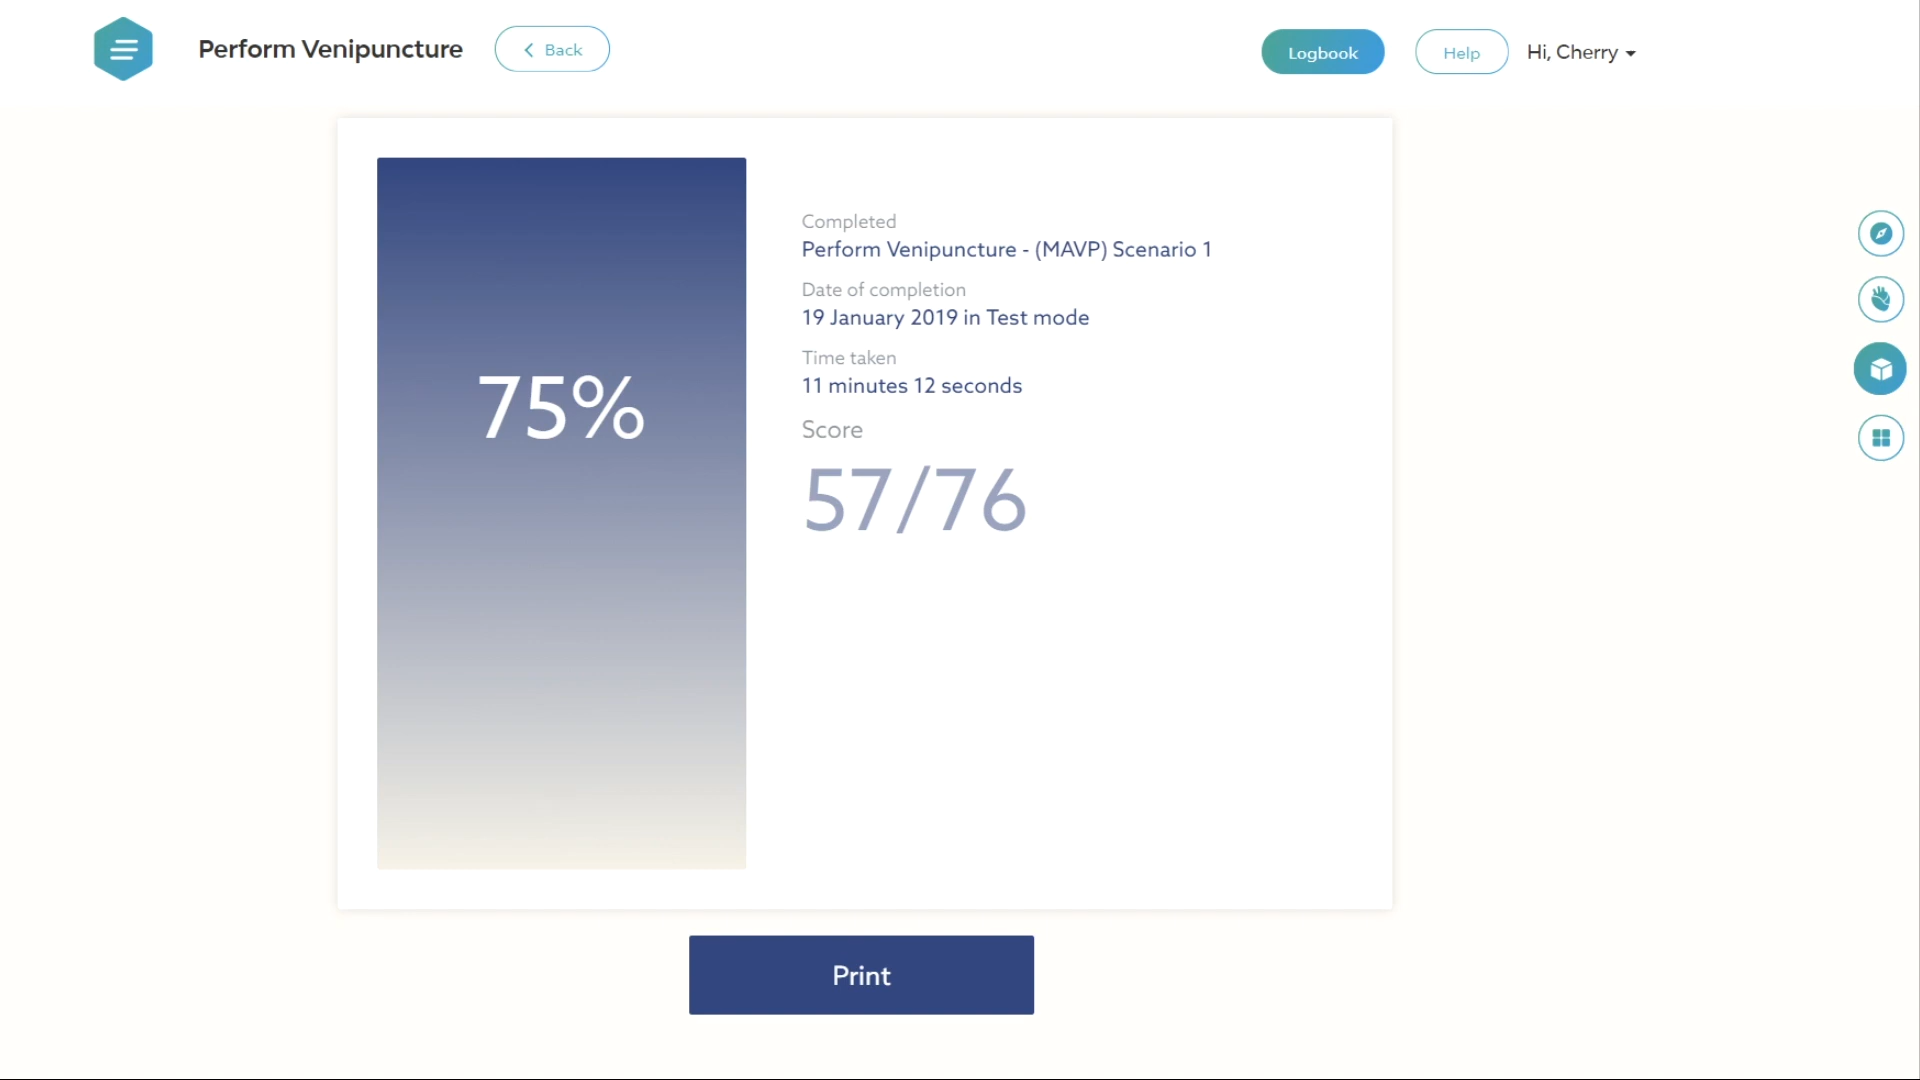 Perform Venipuncture
Back
Logbook
Help
Hi, Cherry
75%
Completed
Perform Venipuncture - (MAVP) Scenario 1
Date of completion
19 January 2019 in Test mode
Time taken
11 minutes 12 seconds
Score
57/76
Print